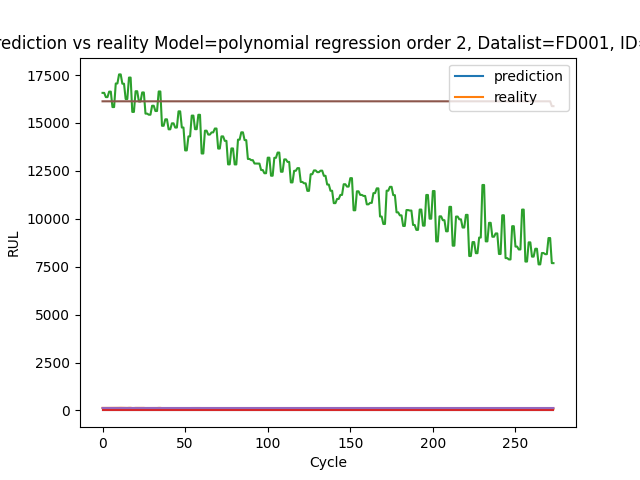 rediction vs reality Model=polynomial regression order 2, Datalist=FD001, ID=
17500
15000
12500
10000
7500
5000
2500
0
RUL
prediction
reality
0 50 100 150 200 250
Cycle